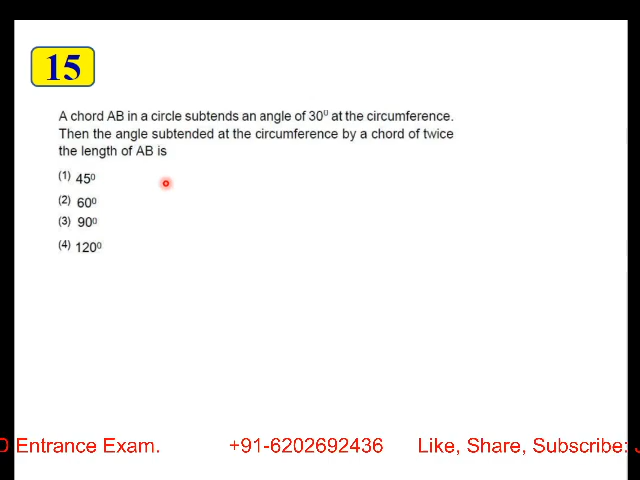 15
A chord AB in a circle subtends an angle of 30⁰ at the circumference.
Then the angle subtended at the circumference by a chord of twice
the length of AB is
(1) 45⁰
(2) 60⁰
(3) 90⁰
(4) 120⁰
D Entrance Exam. +91-6202692436 Like, Share, Subscribe: J